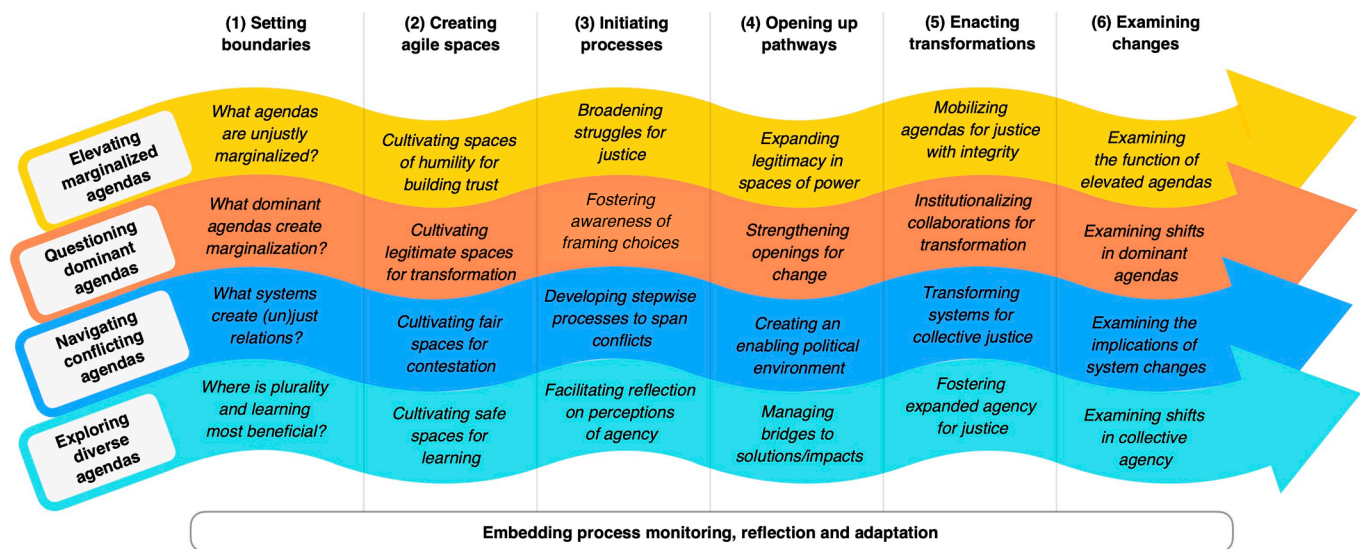 (1) Setting
boundaries
(2) Creating
agile spaces
(3) Initiating
processes
(4) Opening up
pathways
(5) Enacting
transformations
(6) Examining
changes
Elevating
marginalized
agendas
What agendas
are unjustly
marginalized?
Cultivating spaces
of humility for
building trust
Broadening
struggles for
justice
Expanding
legitimacy in
spaces of power
Mobilizing
agendas for justice
with integrity
Examining
the function of
elevated agendas
Questioning
dominant
agendas
What dominant
agendas create
marginalization?
Cultivating
legitimate spaces
for transformation
Fostering
awareness of
framing choices
Strengthening
openings for
change
Institutionalizing
collaborations for
transformation
Examining shifts
in dominant
agendas
Navigating
conflicting
agendas
What systems
create (un)just
relations?
Cultivating fair
spaces for
contestation
Developing stepwise
processes to span
conflicts
Creating an
enabling political
environment
Transforming
systems for
collective justice
Examining the
implications of
system changes
Exploring
diverse
agendas
Where is plurality
and learning
most beneficial?
Cultivating safe
spaces for
learning
Facilitating reflection
on perceptions
of agency
Managing
bridges to
solutions/impacts
Fostering
expanded agency
for justice
Examining shifts
in collective
agency
Embedding process monitoring, reflection and adaptation